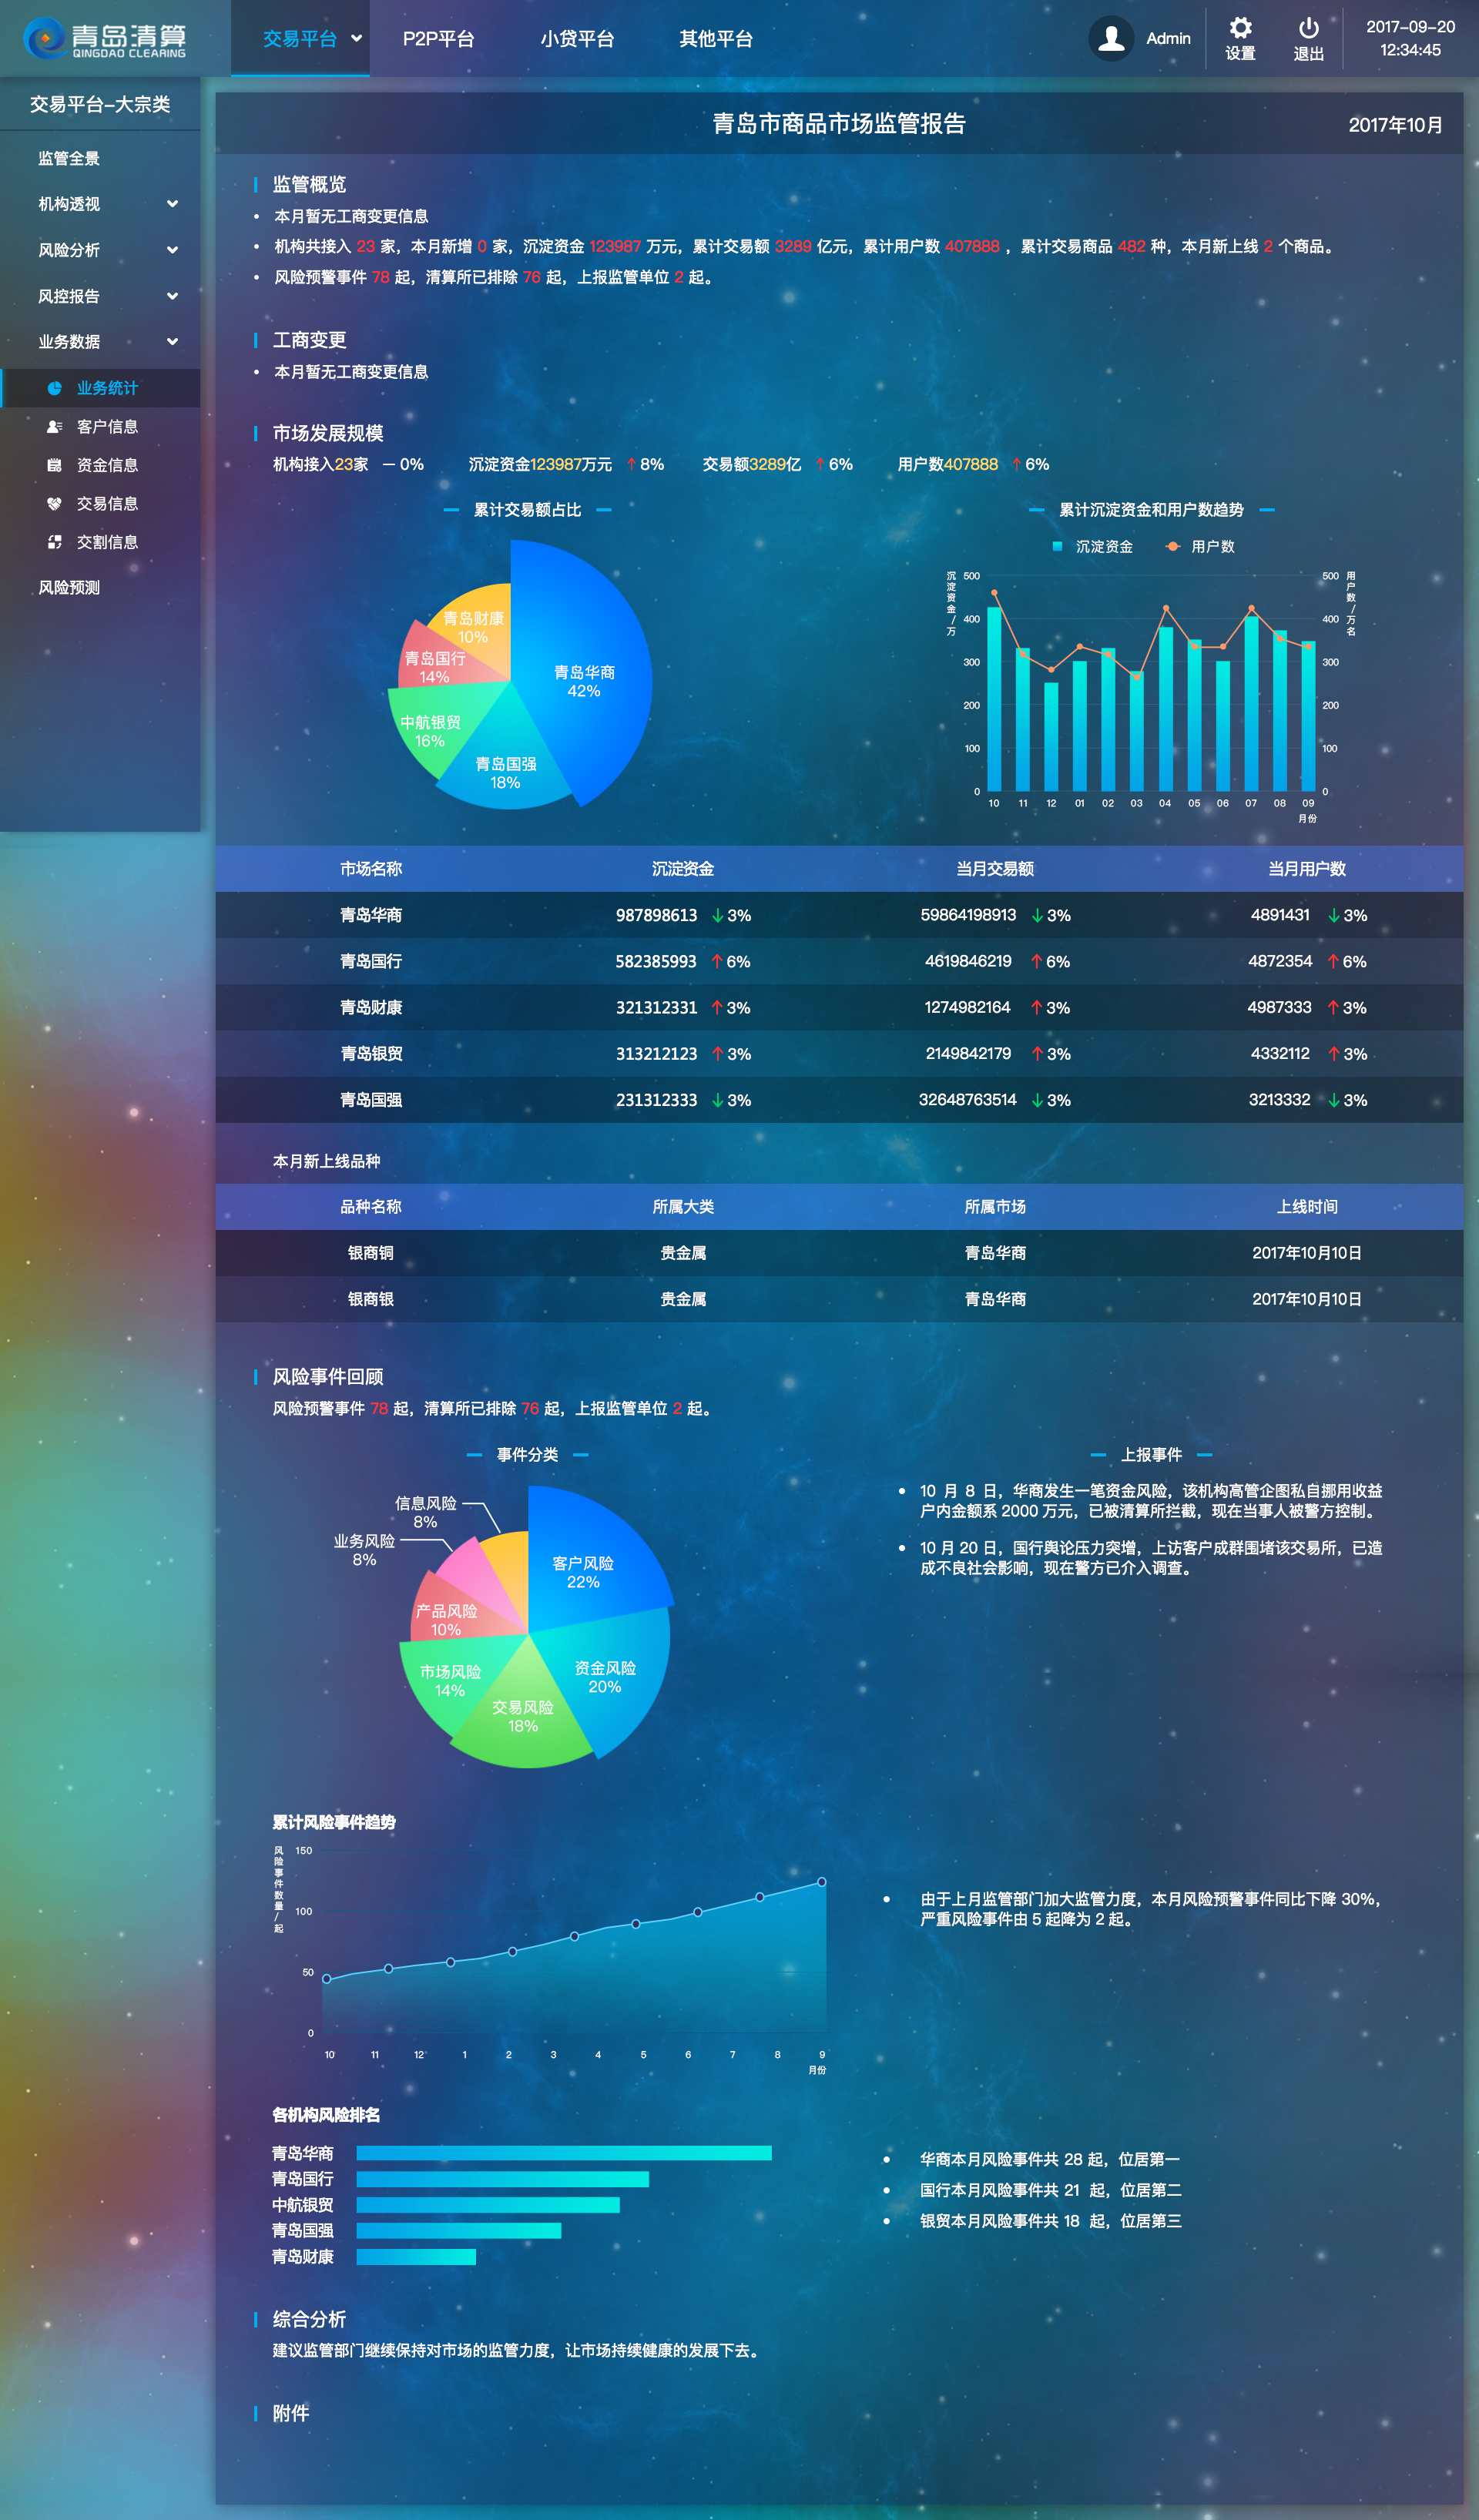 青岛清算
QINGDAO CLEARING
交易平台
P2P平台
小贷平台
其他平台
Admin
设置
退出
2017-09-20
12:34:45
交易平台-大宗类
监管全景
机构透视
风险分析
风控报告
业务数据
业务统计
客户信息
资金信息
交易信息
交割信息
风险预测
青岛市商品市场监管报告
2017年10月
监管概览
• 本月暂无工商变更信息
• 机构共接入 23 家，本月新增 0 家，沉淀资金 123987 万元，累计交易额 3289 亿元，累计用户数 407888 ，累计交易商品 482 种，本月新上线 2 个商品。
• 风险预警事件 78 起，清算所已排除 76 起，上报监管单位 2 起。
工商变更
• 本月暂无工商变更信息
市场发展规模
机构接入23家 — 0% 沉淀资金123987万元 ↑ 8% 交易额3289亿 ↑ 6% 用户数407888 ↑ 6%
累计交易额占比
青岛财康
10%
青岛国行
14%
中航银贸
16%
青岛国强
18%
青岛华商
42%
累计沉淀资金和用户数趋势
沉淀资金 用户数
沉淀资金/万
用户数/万名
500 500
400 400
300 300
200 200
100 100
0 0
10 11 12 01 02 03 04 05 06 07 08 09
月份
市场名称 沉淀资金 当月交易额 当月用户数
青岛华商 987898613 ↓ 3% 59864198913 ↓ 3% 4891431 ↓ 3%
青岛国行 582385993 ↑ 6% 4619846219 ↑ 6% 4872354 ↑ 6%
青岛财康 321312331 ↑ 3% 1274982164 ↑ 3% 4987333 ↑ 3%
青岛银贸 313212123 ↑ 3% 2149842179 ↑ 3% 4332112 ↑ 3%
青岛国强 231312333 ↓ 3% 32648763514 ↓ 3% 3213332 ↓ 3%
本月新上线品种
品种名称 所属大类 所属市场 上线时间
银商铜 贵金属 青岛华商 2017年10月10日
银商银 贵金属 青岛华商 2017年10月10日
风险事件回顾
风险预警事件 78 起，清算所已排除 76 起，上报监管单位 2 起。
事件分类
信息风险
8%
业务风险
8%
产品风险
10%
市场风险
14%
交易风险
18%
资金风险
20%
客户风险
22%
上报事件
• 10 月 8 日，华商发生一笔资金风险，该机构高管企图私自挪用收益
户内金额系 2000 万元，已被清算所拦截，现在当事人被警方控制。
• 10 月 20 日，国行舆论压力突增，上访客户成群围堵该交易所，已造
成不良社会影响，现在警方已介入调查。
累计风险事件趋势
风险事件数量/起
150
100
50
0
10 11 12 1 2 3 4 5 6 7 8 9
月份
• 由于上月监管部门加大监管力度，本月风险预警事件同比下降 30%，
严重风险事件由 5 起降为 2 起。
各机构风险排名
青岛华商
青岛国行
中航银贸
青岛国强
青岛财康
• 华商本月风险事件共 28 起，位居第一
• 国行本月风险事件共 21 起，位居第二
• 银贸本月风险事件共 18 起，位居第三
综合分析
建议监管部门继续保持对市场的监管力度，让市场持续健康的发展下去。
附件